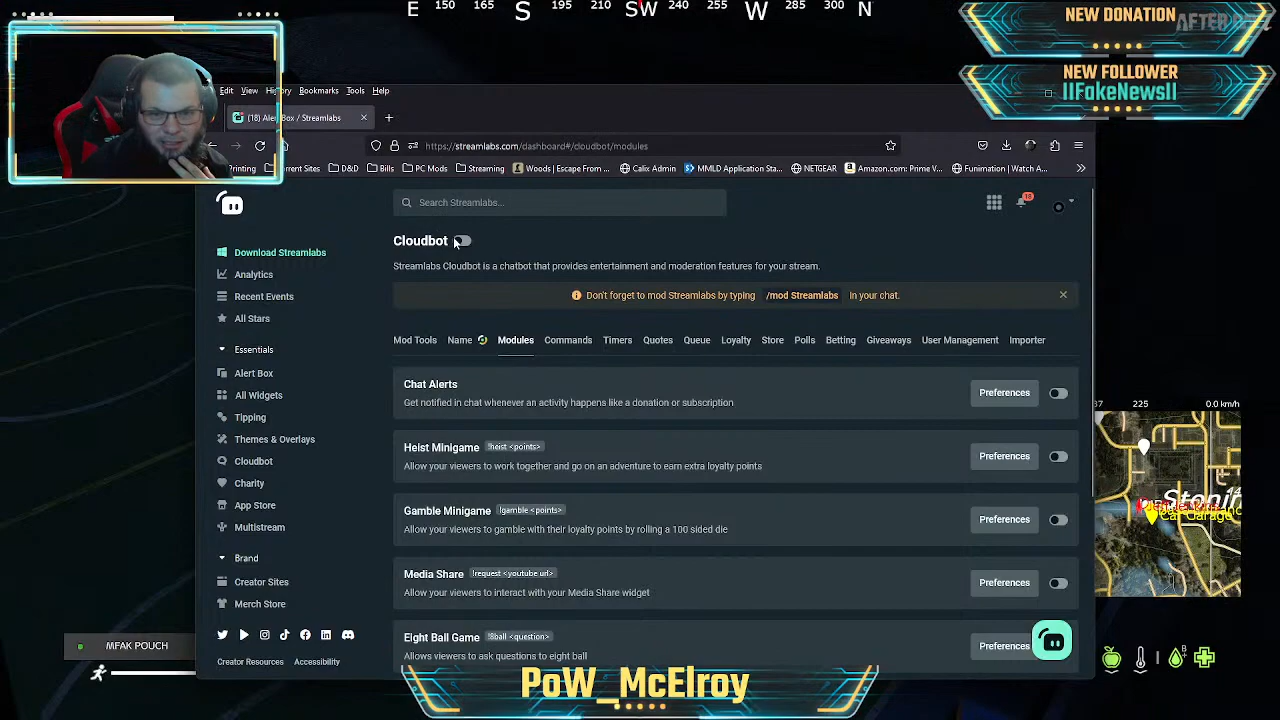 E 150 165 S 195 210 SW 240 255 W 285 300 N
NEW DONATION
NEW FOLLOWER
||FakeNews||
Edit View History Bookmarks Tools Help
(18) Alert Box / Streamlabs
https://streamlabs.com/dashboard#/cloudbot/modules
D&D Bills PC Mods Streaming Woods | Escape From ... Calix Admin MMLD Application Sta... NETGEAR Amazon.com: Prime V... Funimation | Watch A...
Search Streamlabs...
18
Cloudbot
Streamlabs Cloudbot is a chatbot that provides entertainment and moderation features for your stream.
Don't forget to mod Streamlabs by typing /mod Streamlabs In your chat.
Download Streamlabs
Analytics
Recent Events
All Stars
Essentials
Alert Box
All Widgets
Tipping
Themes & Overlays
Cloudbot
Charity
App Store
Multistream
Brand
Creator Sites
Merch Store
Creator Resources Accessibility
Mod Tools Name Modules Commands Timers Quotes Queue Loyalty Store Polls Betting Giveaways User Management Importer
Chat Alerts
Get notified in chat whenever an activity happens like a donation or subscription
Preferences
Heist Minigame !heist <points>
Allow your viewers to work together and go on an adventure to earn extra loyalty points
Preferences
Gamble Minigame !gamble <points>
Allow your viewers to gamble with their loyalty points by rolling a 100 sided die
Preferences
Media Share !request <youtube url>
Allow your viewers to interact with your Media Share widget
Preferences
Eight Ball Game !8ball <question>
Allows viewers to ask questions to eight ball
Preferences
225 0.0 km/h
Car Garage
MFAK POUCH
PoW_McElroy